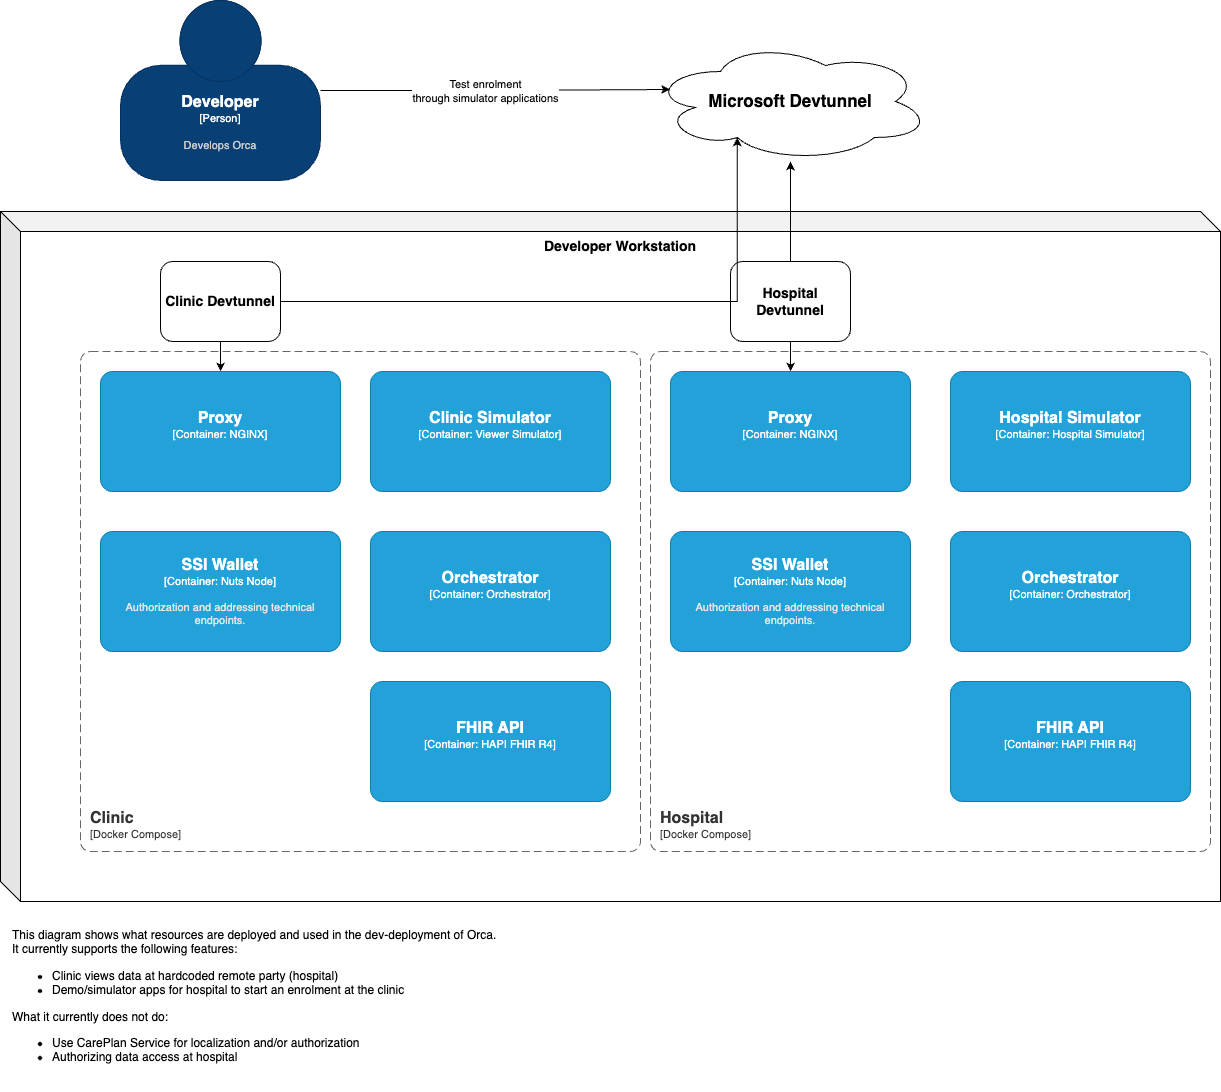 Developer
[Person]
Develops Orca
Test enrolment
through simulator applications
Microsoft Devtunnel
Developer Workstation
Clinic Devtunnel
Hospital
Devtunnel
Proxy
[Container: NGINX]
Clinic Simulator
[Container: Viewer Simulator]
SSI Wallet
[Container: Nuts Node]
Authorization and addressing technical
endpoints.
Orchestrator
[Container: Orchestrator]
FHIR API
[Container: HAPI FHIR R4]
Clinic
[Docker Compose]
Proxy
[Container: NGINX]
Hospital Simulator
[Container: Hospital Simulator]
SSI Wallet
[Container: Nuts Node]
Authorization and addressing technical
endpoints.
Orchestrator
[Container: Orchestrator]
FHIR API
[Container: HAPI FHIR R4]
Hospital
[Docker Compose]
This diagram shows what resources are deployed and used in the dev-deployment of Orca.
It currently supports the following features:
• Clinic views data at hardcoded remote party (hospital)
• Demo/simulator apps for hospital to start an enrolment at the clinic
What it currently does not do:
• Use CarePlan Service for localization and/or authorization
• Authorizing data access at hospital